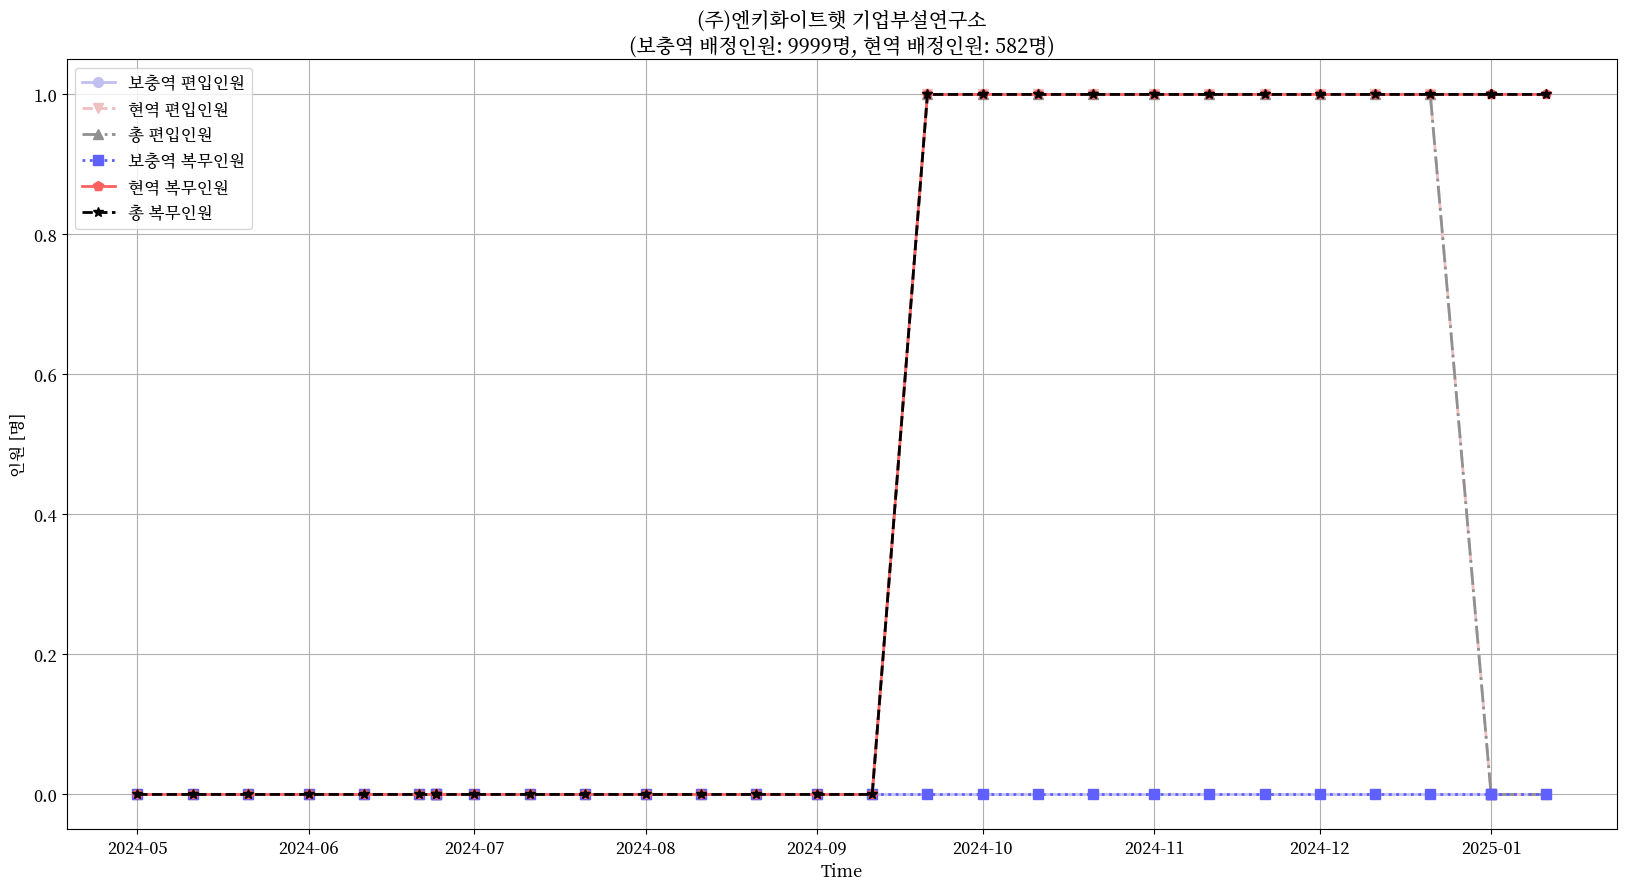 (주)엔키화이트햇 기업부설연구소
(보충역 배정인원: 9999명, 현역 배정인원: 582명)
보충역 편입인원
현역 편입인원
총 편입인원
보충역 복무인원
현역 복무인원
총 복무인원
1.0
0.8
0.6
0.4
0.2
0.0
인원 [명]
2024-05
2024-06
2024-07
2024-08
2024-09
2024-10
2024-11
2024-12
2025-01
Time